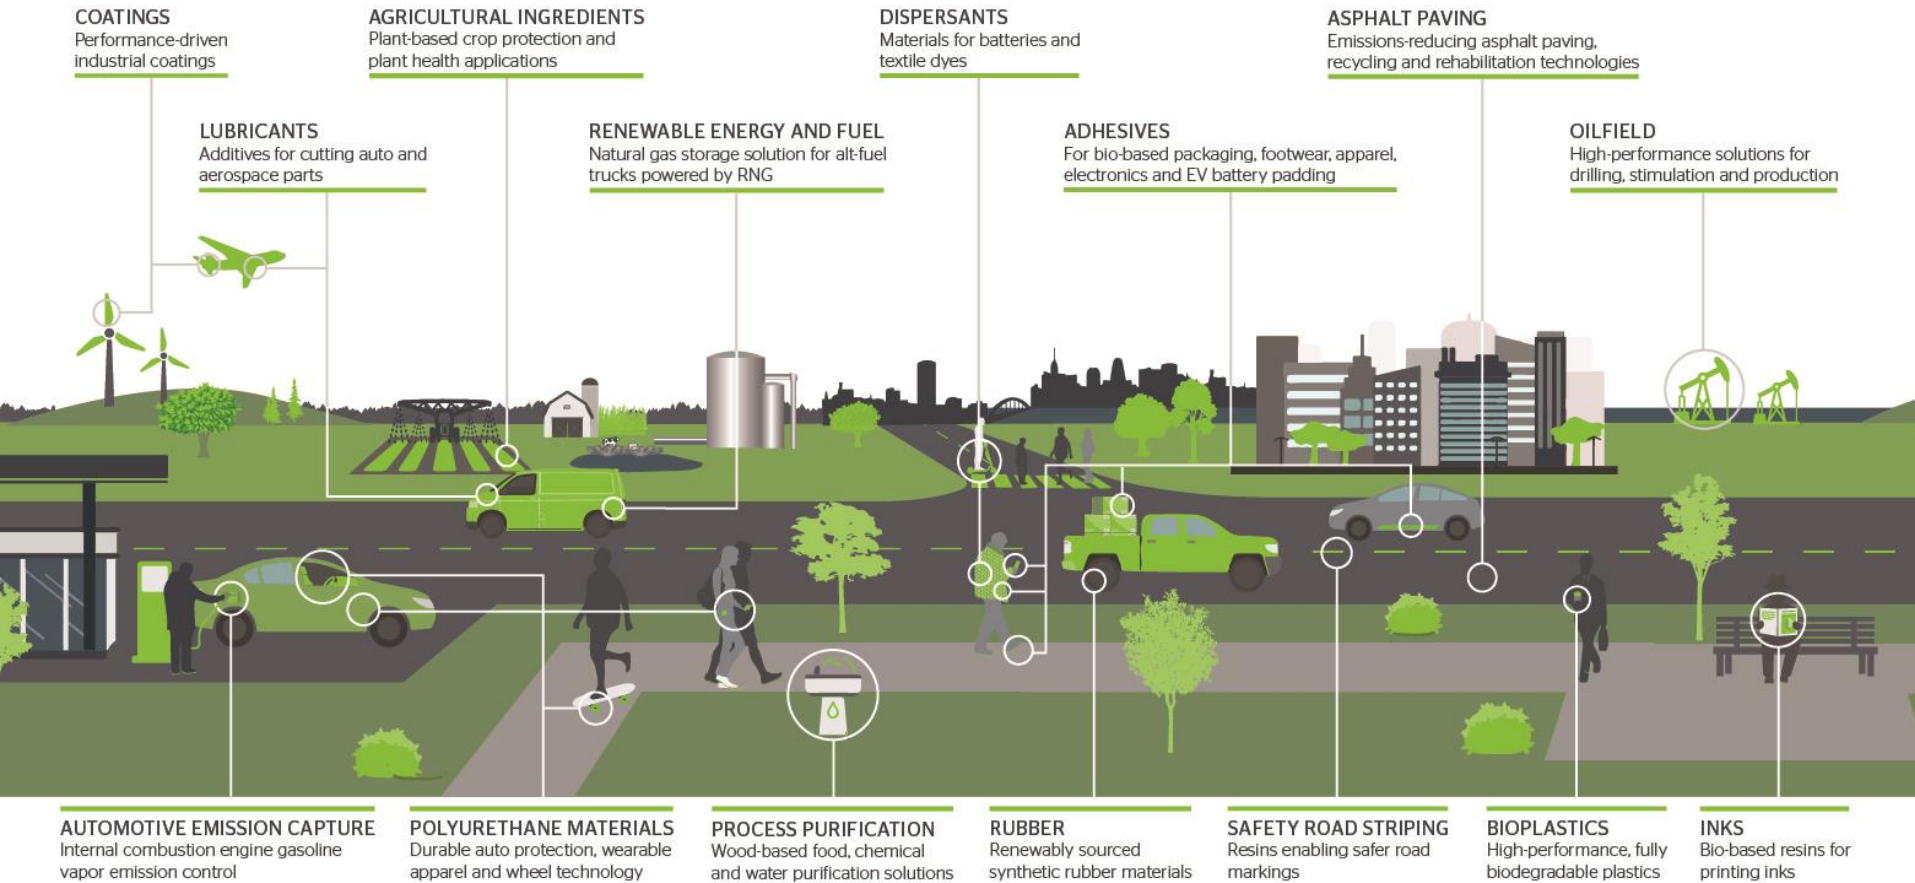 COATINGS
Performance-driven
industrial coatings
AGRICULTURAL INGREDIENTS
Plant-based crop protection and
plant health applications
DISPERSANTS
Materials for batteries and
textile dyes
ASPHALT PAVING
Emissions-reducing asphalt paving,
recycling and rehabilitation technologies
LUBRICANTS
Additives for cutting auto and
aerospace parts
RENEWABLE ENERGY AND FUEL
Natural gas storage solution for alt-fuel
trucks powered by RNG
ADHESIVES
For bio-based packaging, footwear, apparel,
electronics and EV battery padding
OILFIELD
High-performance solutions for
drilling, stimulation and production
AUTOMOTIVE EMISSION CAPTURE
Internal combustion engine gasoline
vapor emission control
POLYURETHANE MATERIALS
Durable auto protection, wearable
apparel and wheel technology
PROCESS PURIFICATION
Wood-based food, chemical
and water purification solutions
RUBBER
Renewably sourced
synthetic rubber materials
SAFETY ROAD STRIPING
Resins enabling safer road
markings
BIOPLASTICS
High-performance, fully
biodegradable plastics
INKS
Bio-based resins for
printing inks